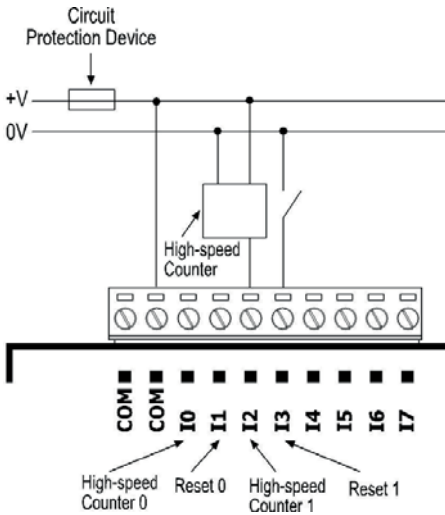 Circuit
Protection Device
+V
0V
High-speed
Counter
COM
COM
I0
I1
I2
I3
I4
I5
I6
I7
High-speed
Counter 0
Reset 0
High-speed
Counter 1
Reset 1